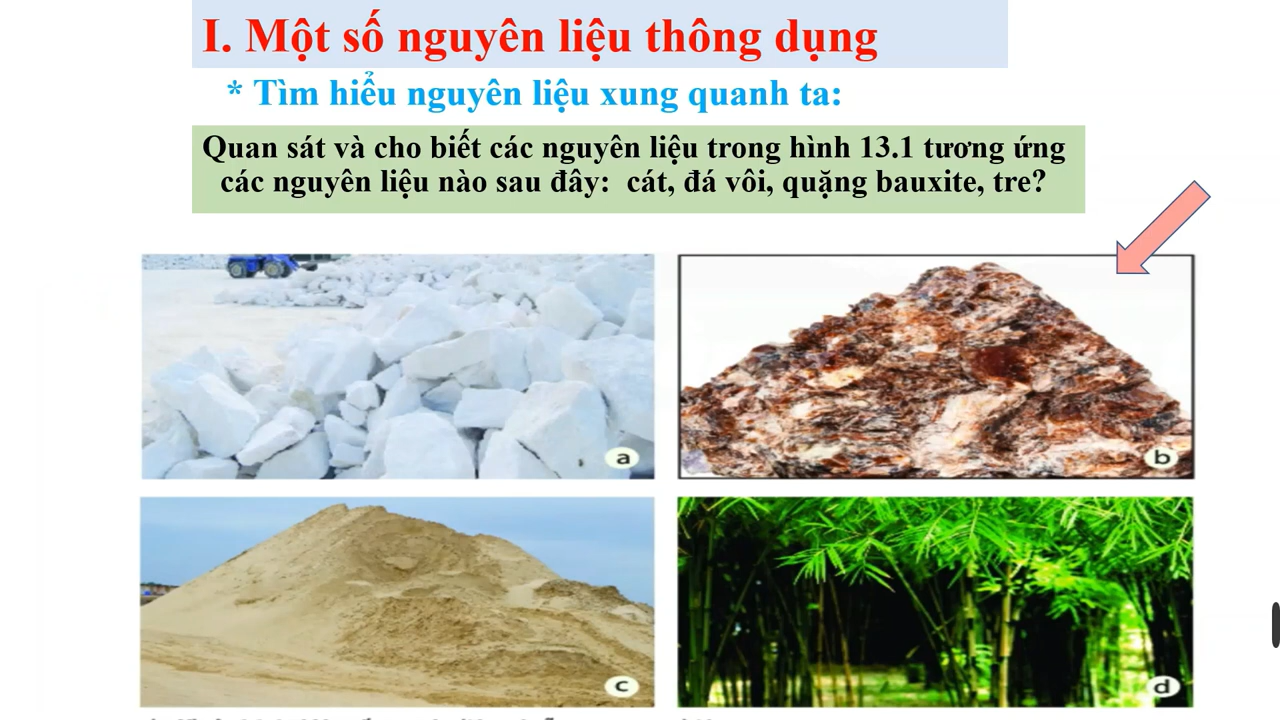 I. Một số nguyên liệu thông dụng
* Tìm hiểu nguyên liệu xung quanh ta:
Quan sát và cho biết các nguyên liệu trong hình 13.1 tương ứng
các nguyên liệu nào sau đây: cát, đá vôi, quặng bauxite, tre?
a
b
c
d